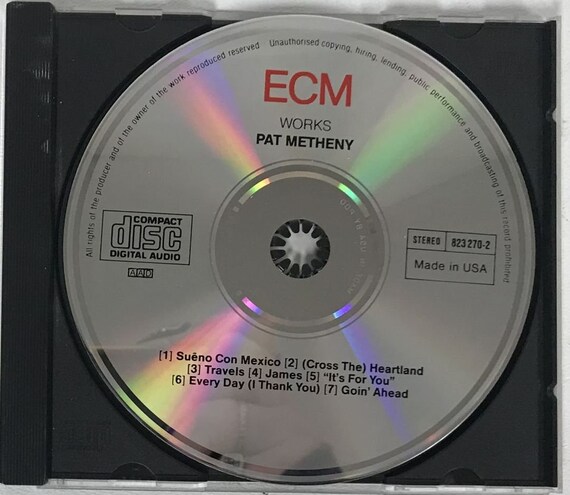 All rights of the producer and of the owner of the work reproduced reserved Unauthorised copying, hiring, lending, public performance and broadcasting of this record prohibited
ECM
WORKS
PAT METHENY
COMPACT
disc
DIGITAL AUDIO
AAD
STEREO 823 270-2
Made in USA
[1] Suêno Con Mexico [2] (Cross The) Heartland
[3] Travels [4] James [5] "It's For You"
[6] Every Day (I Thank You) [7] Goin' Ahead